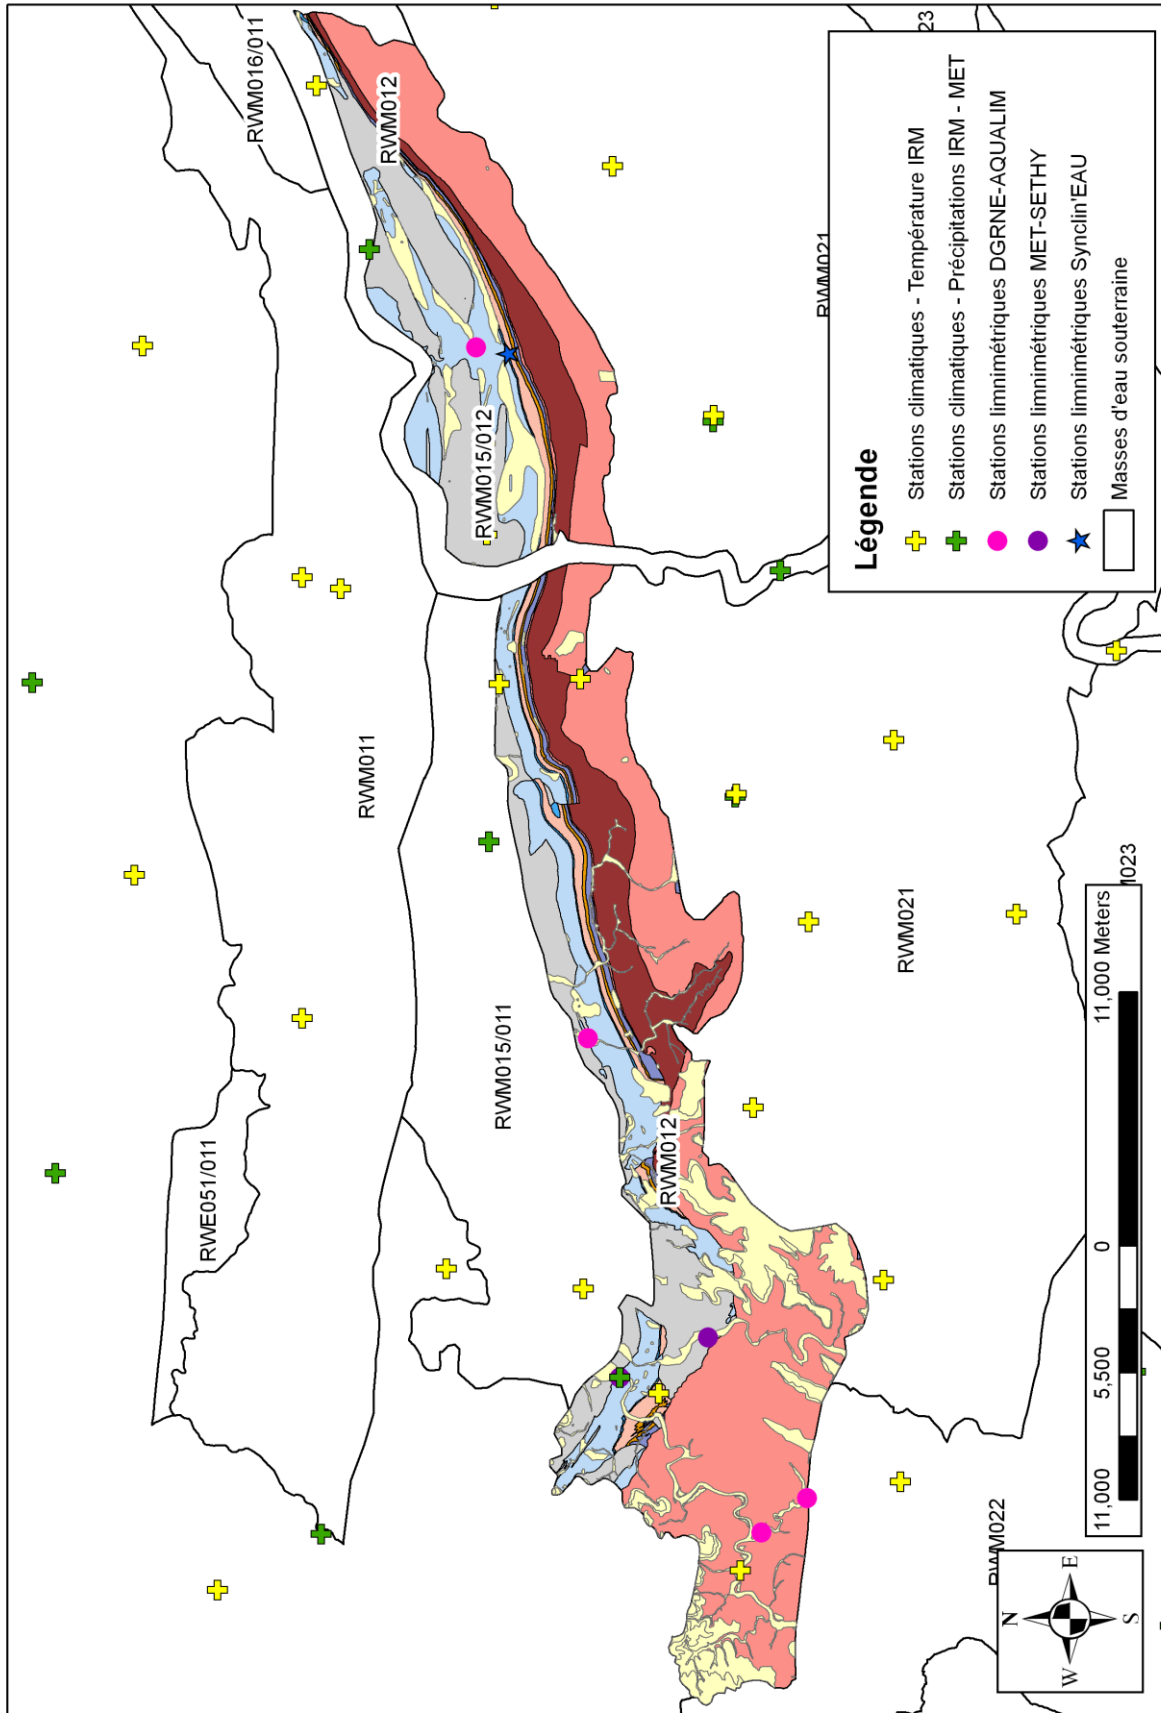 RWM016/011
RWM012
23
RWM021
RWM015/012
RWM011
RWM015/011
RWM021
RWE051/011
RWM012
RWM022
Légende
Stations climatiques - Température IRM
Stations climatiques - Précipitations IRM - MET
Stations limnimétriques DGRNE-AQUALIM
Stations limnimétriques MET-SETHY
Stations limnimétriques Synclin'EAU
Masses d'eau souterraine
1023
11,000
5,500
0
11,000 Meters
N
W
E
S